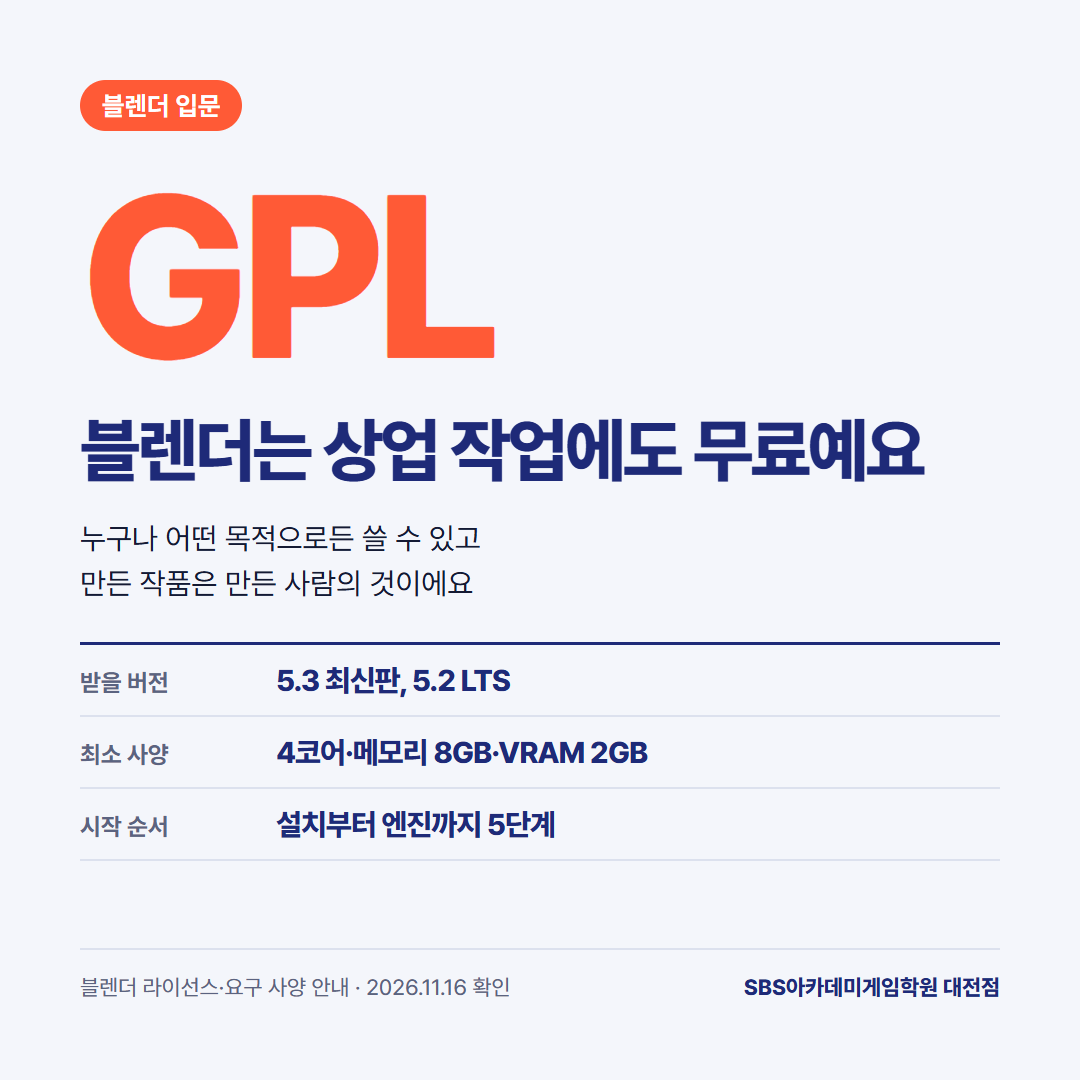 블렌더 입문
GPL
블렌더는 상업 작업에도 무료예요
누구나 어떤 목적으로든 쓸 수 있고
만든 작품은 만든 사람의 것이에요
받을 버전 5.3 최신판, 5.2 LTS
최소 사양 4코어·메모리 8GB·VRAM 2GB
시작 순서 설치부터 엔진까지 5단계
블렌더 라이선스·요구 사양 안내 · 2026.11.16 확인 SBS아카데미게임학원 대전점